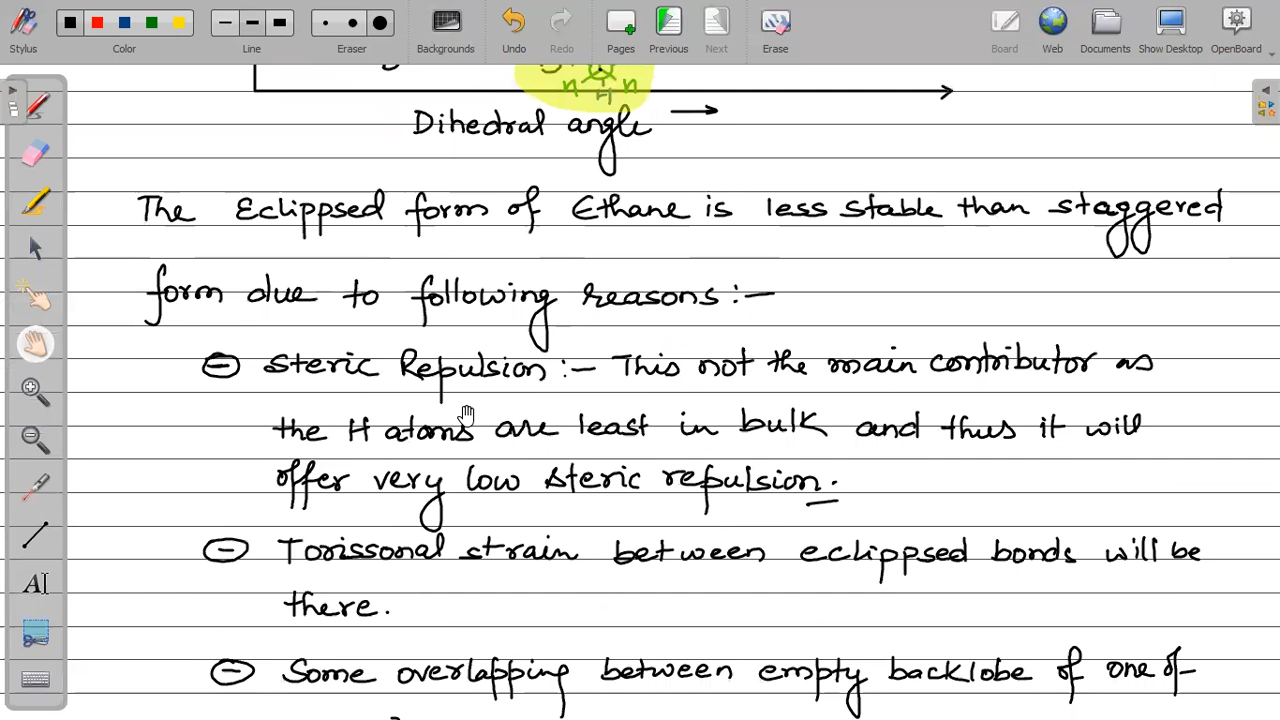 Stylus
Color
Line
Eraser
Backgrounds
Undo
Redo
Pages
Previous
Next
Erase
Board
Web
Documents
Show Desktop
OpenBoard
n n
H
Dihedral angle
The Eclippsed form of Ethane is less stable than staggered
form due to following reasons :-
Steric Repulsion :- This not the main contributor as
the H atoms are least in bulk and thus it will
offer very low steric repulsion.
Torissonal strain between eclippsed bonds will be
there.
Some overlapping between empty backlobe of one of